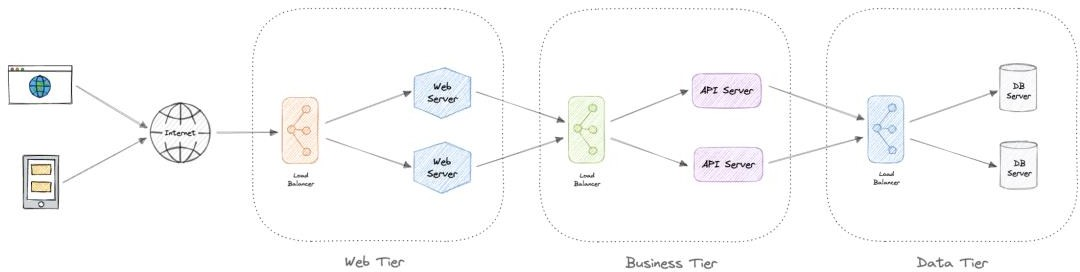 Internet
Load
Balancer
Web
Server
Web
Server
Web Tier
Load
Balancer
API Server
API Server
Business Tier
Load
Balancer
DB
Server
DB
Server
Data Tier